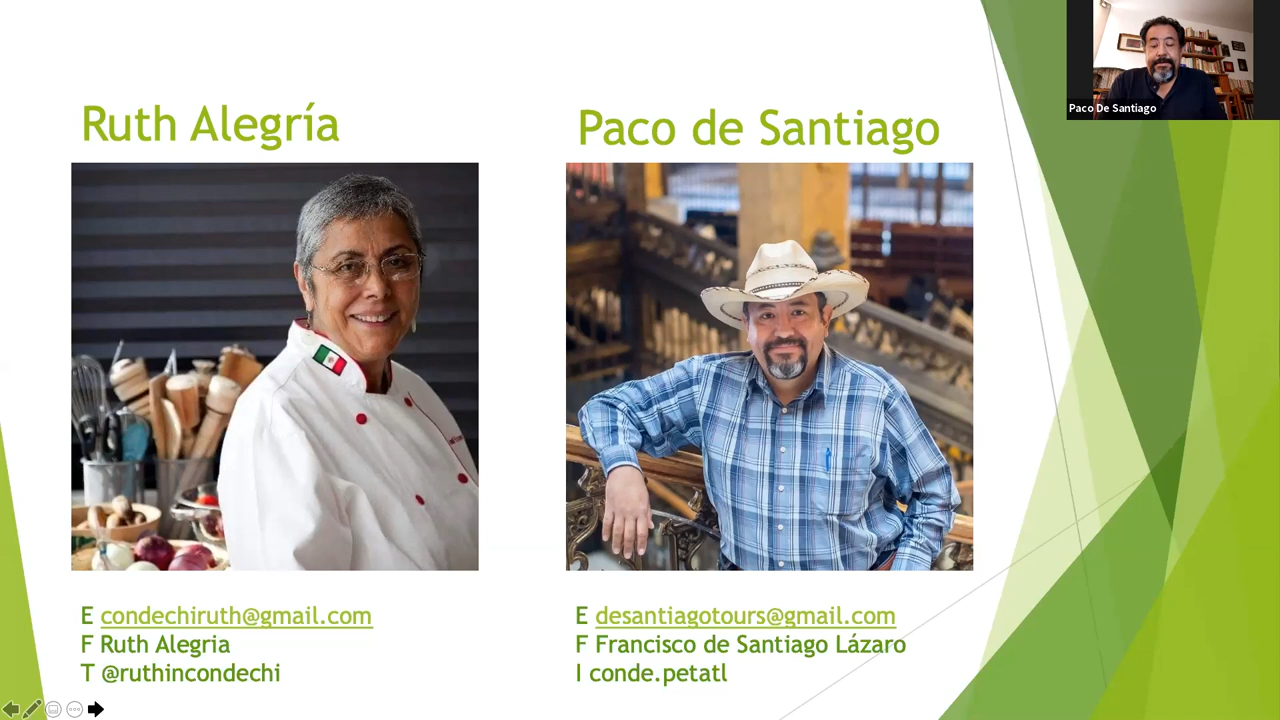 Ruth Alegría
Paco de Santiago
Paco De Santiago
E condechiruth@gmail.com
F Ruth Alegria
T @ruthincondechi
E desantiagotours@gmail.com
F Francisco de Santiago Lázaro
I conde.petatl